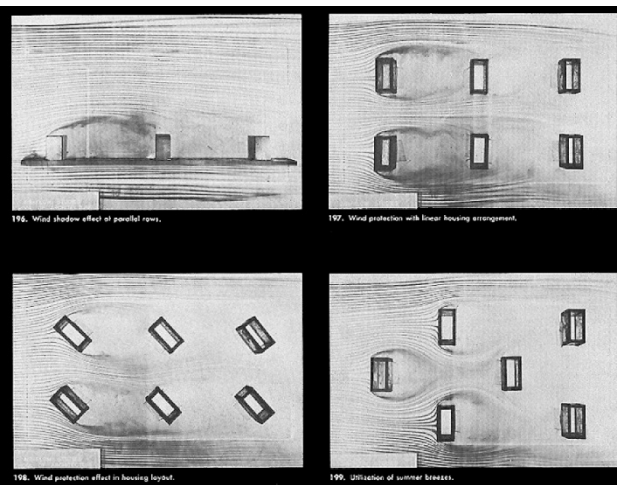 196. Wind shadow effect at parallel rows.
197. Wind protection with linear housing arrangement.
198. Wind protection effect in housing layout.
199. Utilization of summer breezes.